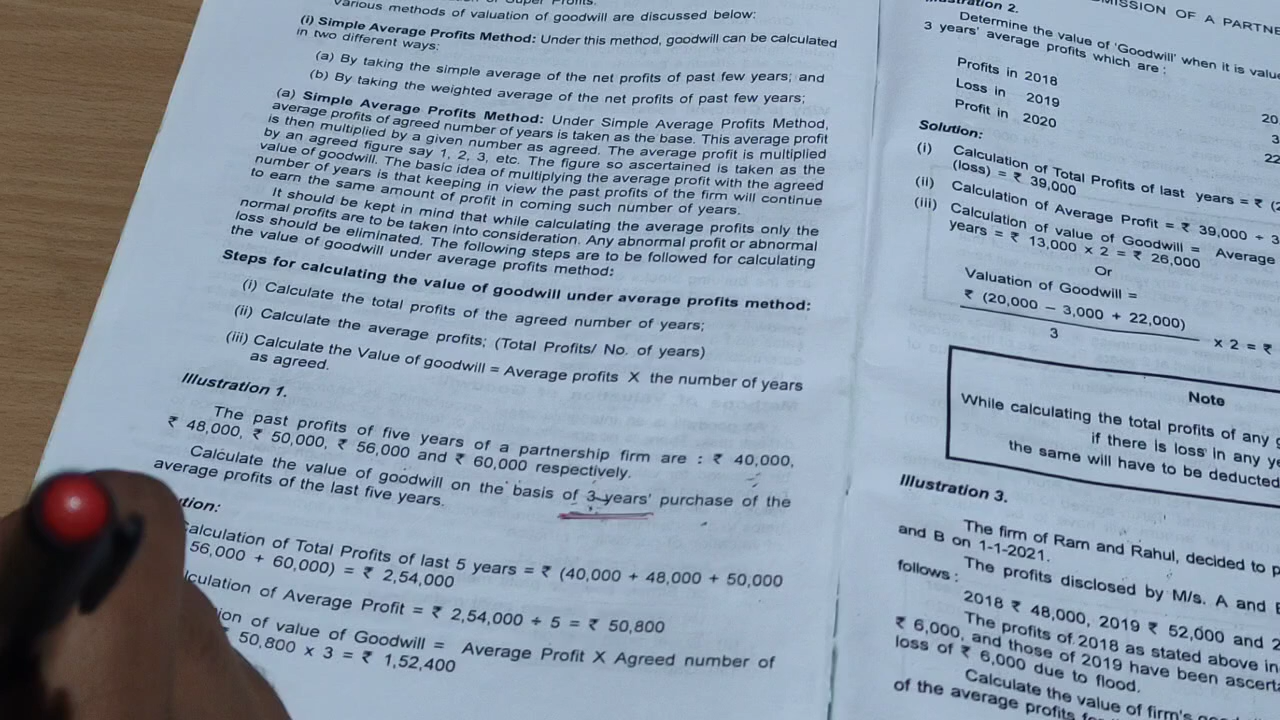 Various methods of valuation of goodwill are discussed below:
(i) Simple Average Profits Method: Under this method, goodwill can be calculated
in two different ways:
(a) By taking the simple average of the net profits of past few years; and
(b) By taking the weighted average of the net profits of past few years;
(a) Simple Average Profits Method: Under Simple Average Profits Method,
average profits of agreed number of years is taken as the base. This average profit
is then multiplied by a given number as agreed. The average profit is multiplied
by an agreed figure say 1, 2, 3, etc. The figure so ascertained is taken as the
value of goodwill. The basic idea of multiplying the average profit with the agreed
number of years is that keeping in view the past profits of the firm will continue
to earn the same amount of profit in coming such number of years.
It should be kept in mind that while calculating the average profits only the
normal profits are to be taken into consideration. Any abnormal profit or abnormal
loss should be eliminated. The following steps are to be followed for calculating
the value of goodwill under average profits method:
Steps for calculating the value of goodwill under average profits method:
(i) Calculate the total profits of the agreed number of years;
(ii) Calculate the average profits; (Total Profits/ No. of years)
(iii) Calculate the Value of goodwill = Average profits X the number of years
as agreed.
Illustration 1.
The past profits of five years of a partnership firm are : ₹ 40,000,
₹ 48,000, ₹ 50,000, ₹ 56,000 and ₹ 60,000 respectively.
Calculate the value of goodwill on the basis of 3 years' purchase of the
average profits of the last five years.
tion:
alculation of Total Profits of last 5 years = ₹ (40,000 + 48,000 + 50,000
56,000 + 60,000) = ₹ 2,54,000
lculation of Average Profit = ₹ 2,54,000 ÷ 5 = ₹ 50,800
ion of value of Goodwill = Average Profit X Agreed number of
₹ 50,800 x 3 = ₹ 1,52,400
MISSION OF A PARTNE
stration 2.
Determine the value of 'Goodwill' when it is value
3 years' average profits which are :
Profits in 2018 20
Loss in 2019 3
Profit in 2020 22
Solution:
(i) Calculation of Total Profits of last years = ₹ (2
(loss) = ₹ 39,000
(ii) Calculation of Average Profit = ₹ 39,000 ÷ 3
(iii) Calculation of value of Goodwill = Average
years = ₹ 13,000 x 2 = ₹ 26,000
Or
Valuation of Goodwill =
₹ (20,000 – 3,000 + 22,000)
3 x 2 = ₹
Note
While calculating the total profits of any
if there is loss in any ye
the same will have to be deducted
Illustration 3.
The firm of Ram and Rahul, decided to p
and B on 1-1-2021.
The profits disclosed by M/s. A and B
follows :
2018 ₹ 48,000, 2019 ₹ 52,000 and 2
The profits of 2018 as stated above in
₹ 6,000, and those of 2019 have been ascerta
loss of ₹ 6,000 due to flood.
Calculate the value of firm's
of the average profits